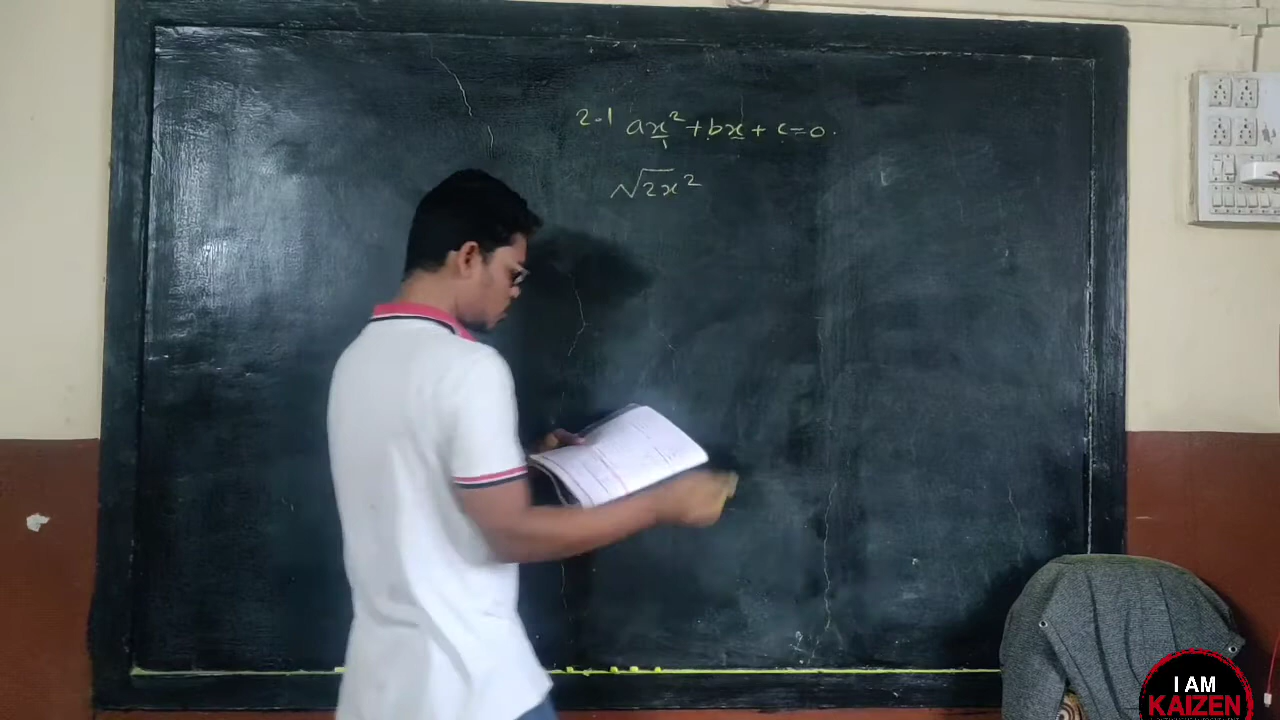 2-1 ax² + bx + c = 0.
√2x²
I AM
KAIZEN